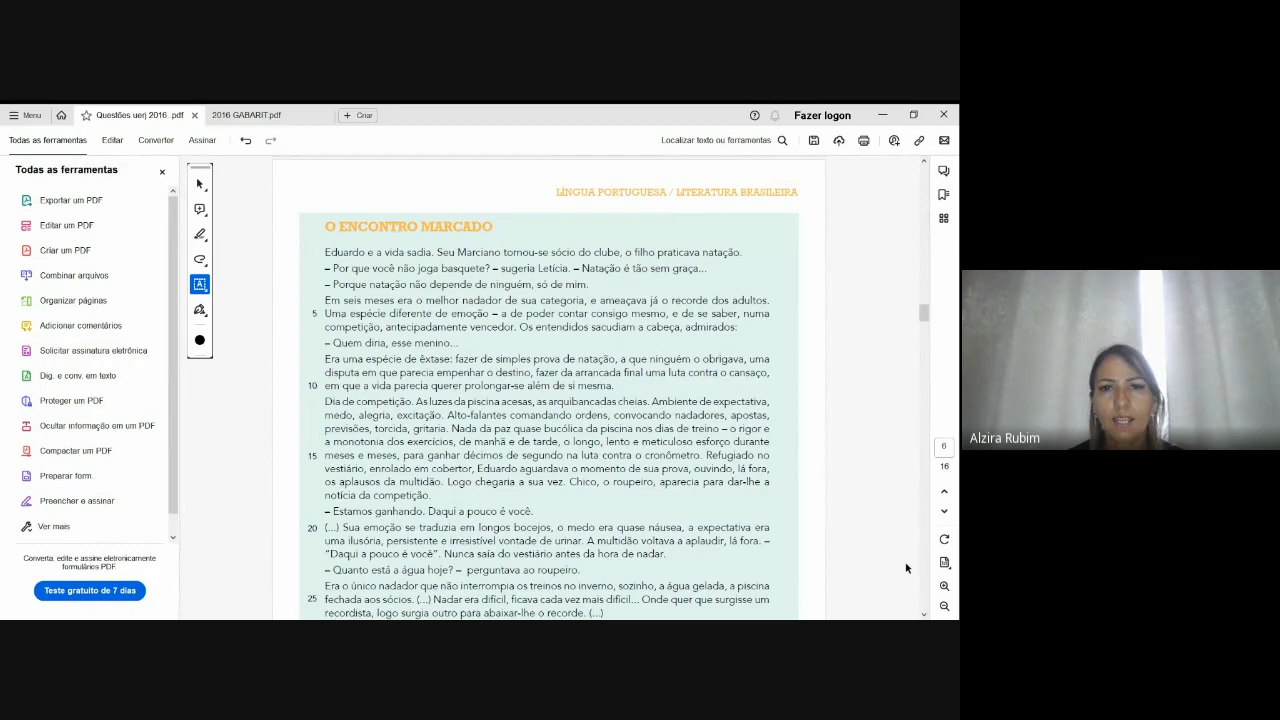 Menu
Questões uerj 2016..pdf
2016 GABARIT.pdf
+ Criar
Fazer logon
Todas as ferramentas
Editar
Converter
Assinar
Localizar texto ou ferramentas
Todas as ferramentas
Exportar um PDF
Editar um PDF
Criar um PDF
Combinar arquivos
Organizar páginas
Adicionar comentários
Solicitar assinatura eletrônica
Dig. e conv. em texto
Proteger um PDF
Ocultar informação em um PDF
Compactar um PDF
Preparar form.
Preencher e assinar
Ver mais
Converta, edite e assine eletronicamente
formulários PDF
Teste gratuito de 7 dias
LÍNGUA PORTUGUESA / LITERATURA BRASILEIRA
O ENCONTRO MARCADO
Eduardo e a vida sadia. Seu Marciano tornou-se sócio do clube, o filho praticava natação.
– Por que você não joga basquete? – sugeria Letícia. – Natação é tão sem graça...
– Porque natação não depende de ninguém, só de mim.
Em seis meses era o melhor nadador de sua categoria, e ameaçava já o recorde dos adultos.
5 Uma espécie diferente de emoção – a de poder contar consigo mesmo, e de se saber, numa
competição, antecipadamente vencedor. Os entendidos sacudiam a cabeça, admirados:
– Quem diria, esse menino...
Era uma espécie de êxtase: fazer de simples prova de natação, a que ninguém o obrigava, uma
disputa em que parecia empenhar o destino, fazer da arrancada final uma luta contra o cansaço,
10 em que a vida parecia querer prolongar-se além de si mesma.
Dia de competição. As luzes da piscina acesas, as arquibancadas cheias. Ambiente de expectativa,
medo, alegria, excitação. Alto-falantes comandando ordens, convocando nadadores, apostas,
previsões, torcida, gritaria. Nada da paz quase bucólica da piscina nos dias de treino – o rigor e
a monotonia dos exercícios, de manhã e de tarde, o longo, lento e meticuloso esforço durante
15 meses e meses, para ganhar décimos de segundo na luta contra o cronômetro. Refugiado no
vestiário, enrolado em cobertor, Eduardo aguardava o momento de sua prova, ouvindo, lá fora,
os aplausos da multidão. Logo chegaria a sua vez. Chico, o roupeiro, aparecia para dar-lhe a
notícia da competição.
– Estamos ganhando. Daqui a pouco é você.
20 (...) Sua emoção se traduzia em longos bocejos, o medo era quase náusea, a expectativa era
uma ilusória, persistente e irresistível vontade de urinar. A multidão voltava a aplaudir, lá fora. –
“Daqui a pouco é você”. Nunca saía do vestiário antes da hora de nadar.
– Quanto está a água hoje? – perguntava ao roupeiro.
Era o único nadador que não interrompia os treinos no inverno, sozinho, a água gelada, a piscina
25 fechada aos sócios. (...) Nadar era difícil, ficava cada vez mais difícil... Onde quer que surgisse um
recordista, logo surgia outro para abaixar-lhe o recorde. (...)
6
16
Alzira Rubim